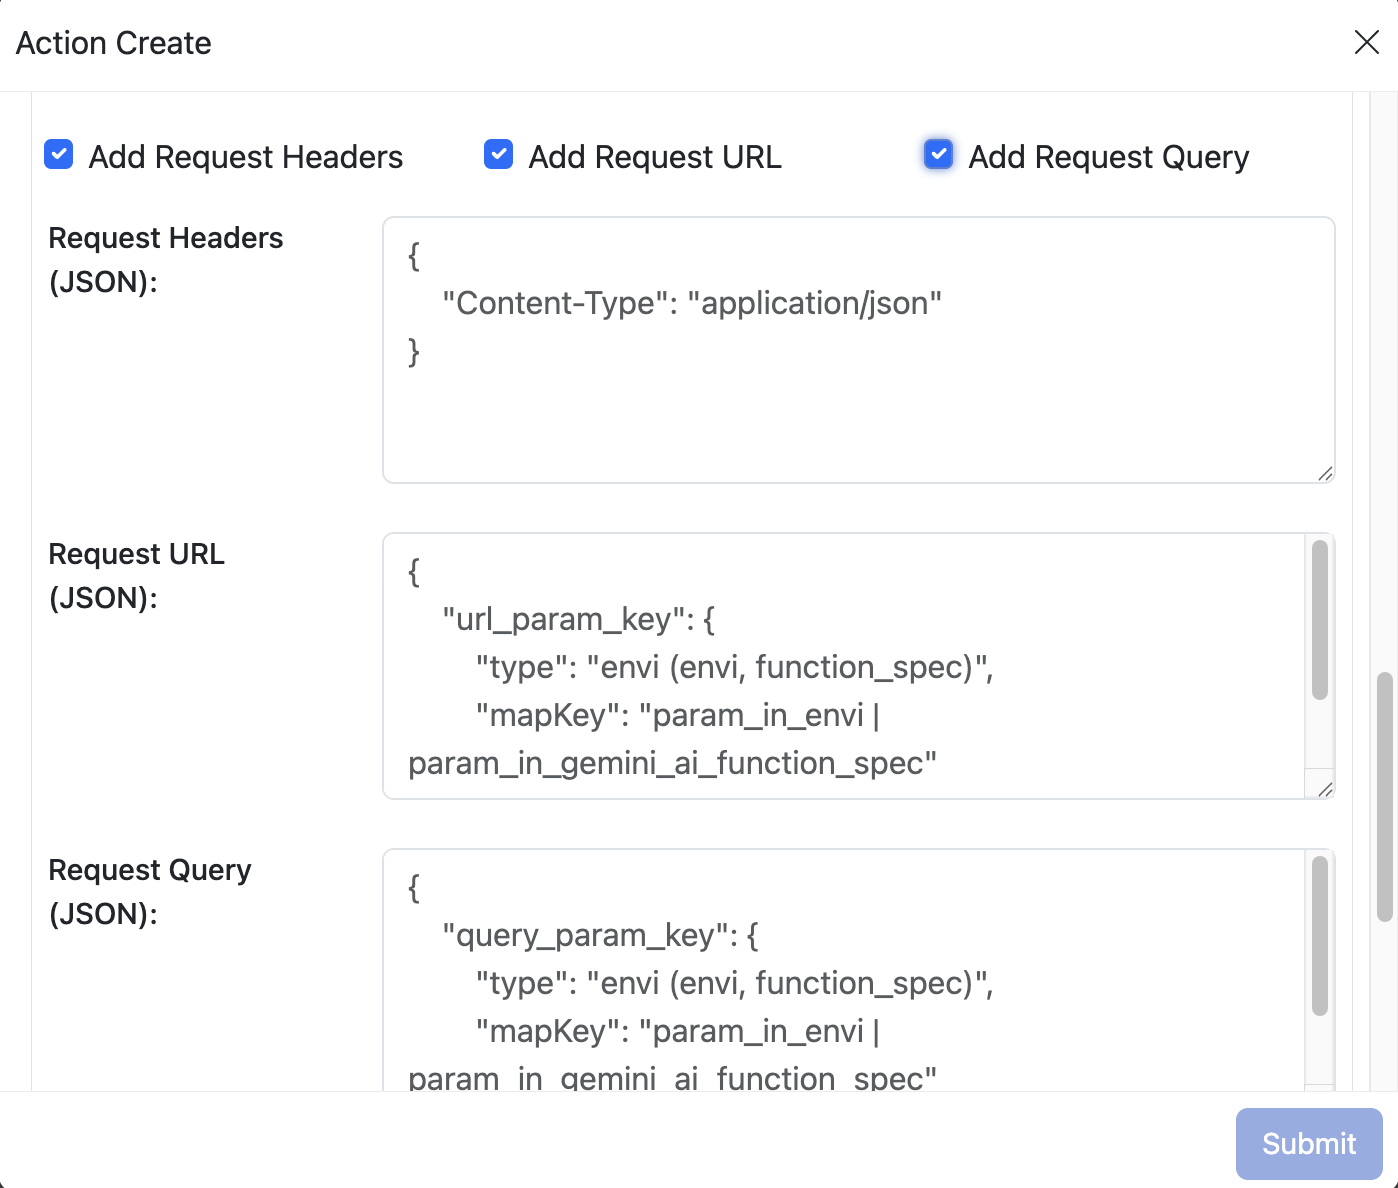 Action Create
Add Request Headers
Add Request URL
Add Request Query
Request Headers
(JSON):
{
"Content-Type": "application/json"
}
Request URL
(JSON):
{
"url_param_key": {
"type": "envi (envi, function_spec)",
"mapKey": "param_in_envi |
param_in_gemini_ai_function_spec"
Request Query
(JSON):
{
"query_param_key": {
"type": "envi (envi, function_spec)",
"mapKey": "param_in_envi |
param_in_gemini_ai_function_spec"
Submit